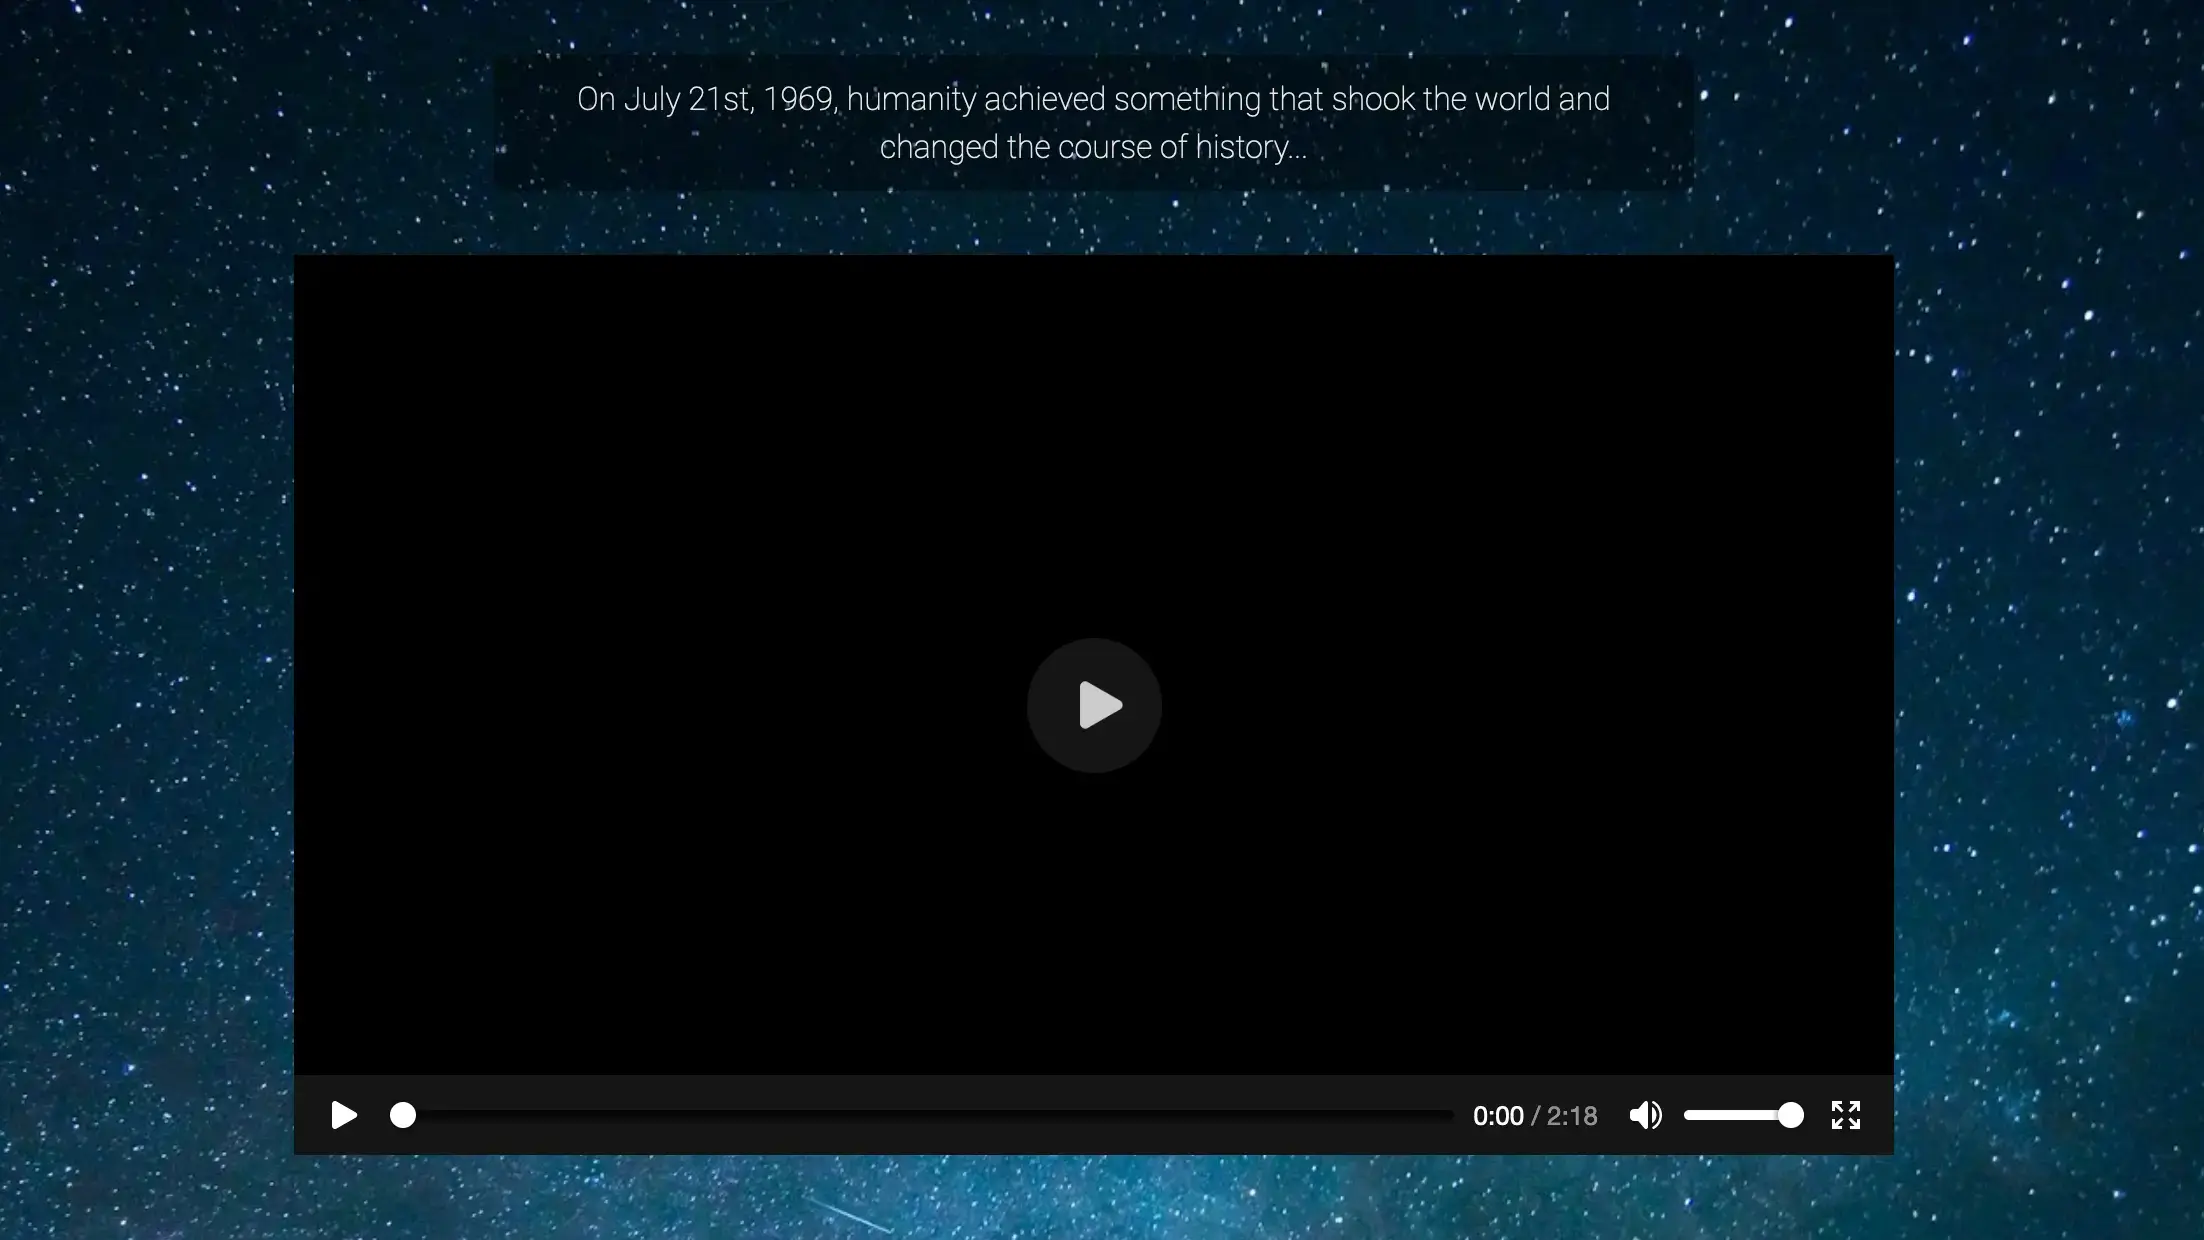 On July 21st, 1969, humanity achieved something that shook the world and
changed the course of history...
0:00 / 2:18